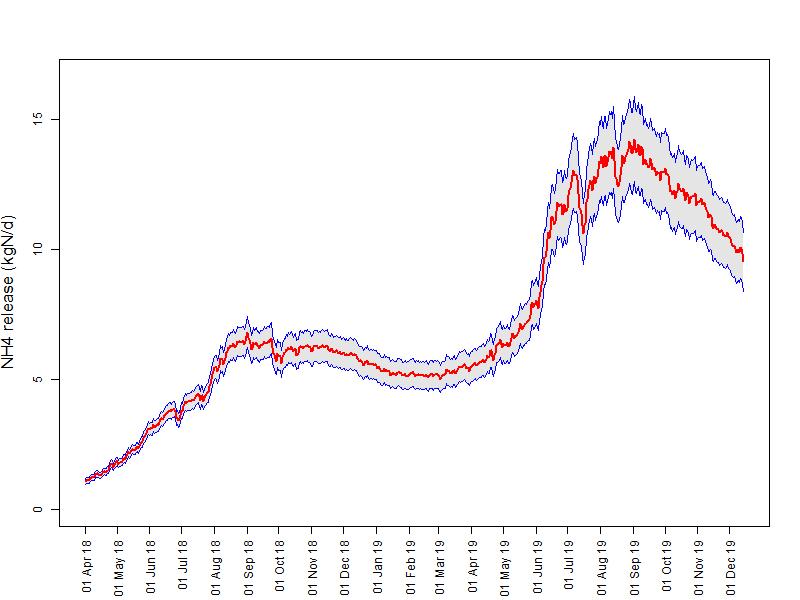 NH4 release (kgN/d)
15
10
5
0
01 Apr 18
01 May 18
01 Jun 18
01 Jul 18
01 Aug 18
01 Sep 18
01 Oct 18
01 Nov 18
01 Dec 18
01 Jan 19
01 Feb 19
01 Mar 19
01 Apr 19
01 May 19
01 Jun 19
01 Jul 19
01 Aug 19
01 Sep 19
01 Oct 19
01 Nov 19
01 Dec 19